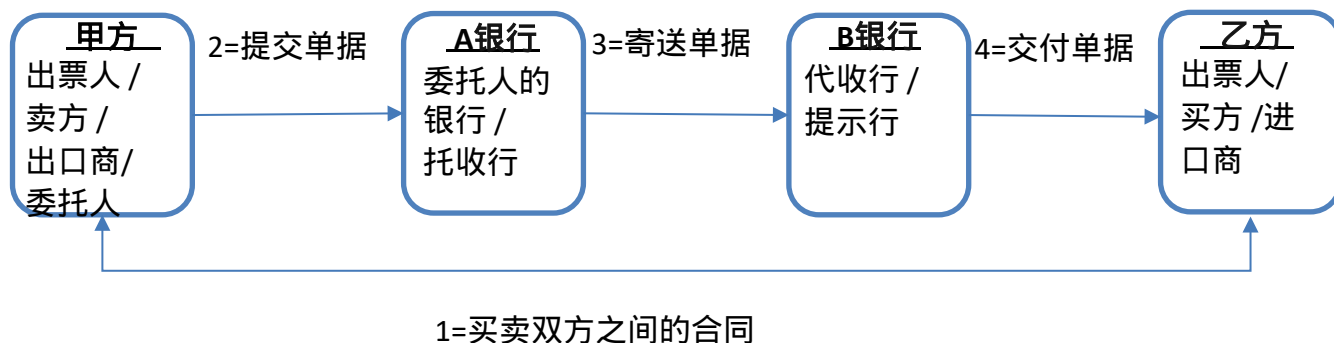 甲方
出票人 /
卖方 /
出口商/
委托人
2=提交单据
A银行
委托人的
银行 /
托收行
3=寄送单据
B银行
代收行 /
提示行
4=交付单据
乙方
出票人/
买方 /进
口商
1=买卖双方之间的合同